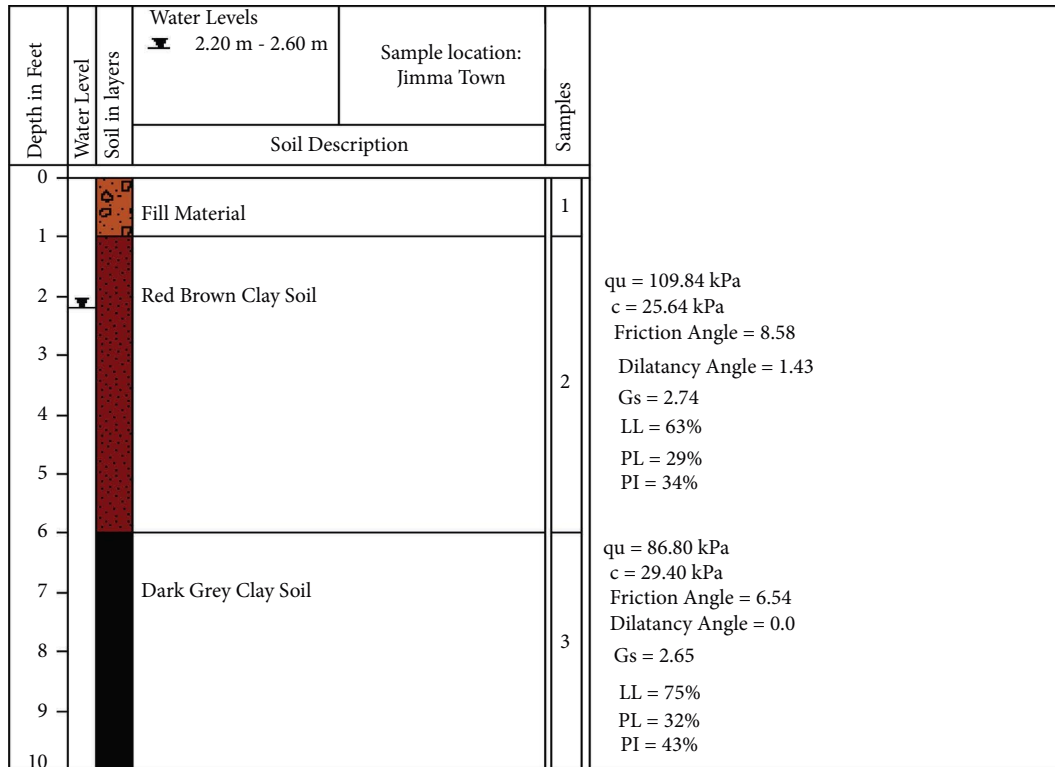 Depth in Feet
Water Level
Soil in layers
Water Levels
2.20 m - 2.60 m
Sample location:
Jimma Town
Soil Description
Samples
0
Fill Material
1
1
Red Brown Clay Soil
2
3
4
5
2
qu = 109.84 kPa
c = 25.64 kPa
Friction Angle = 8.58
Dilatancy Angle = 1.43
Gs = 2.74
LL = 63%
PL = 29%
PI = 34%
6
Dark Grey Clay Soil
7
8
9
10
3
qu = 86.80 kPa
c = 29.40 kPa
Friction Angle = 6.54
Dilatancy Angle = 0.0
Gs = 2.65
LL = 75%
PL = 32%
PI = 43%